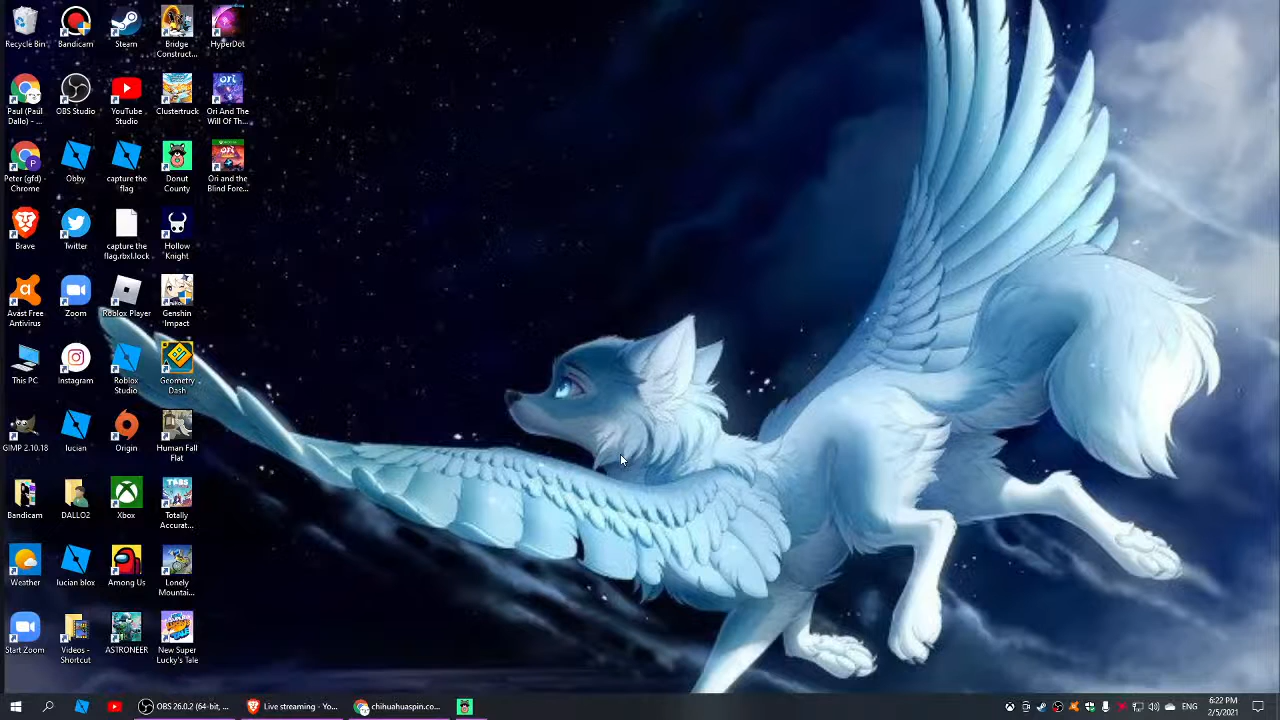 Recycle Bin
Bandicam
Steam
Bridge
Construct...
HyperDot
Paul (Paul
Dallo) - ...
OBS Studio
YouTube
Studio
Clustertruck
Ori And The
Will Of Th...
Peter (gfd) -
Chrome
Obby
capture the
flag
Donut
County
Ori and the
Blind Fore...
Brave
Twitter
capture the
flag.rbxl.lock
Hollow
Knight
Avast Free
Antivirus
Zoom
Roblox Player
Genshin
Impact
This PC
Instagram
Roblox
Studio
Geometry
Dash
GIMP 2.10.18
lucian
Origin
Human Fall
Flat
Bandicam
DALLO2
Xbox
TABS
Totally
Accurat...
Weather
lucian blox
Among Us
Lonely
Mountai...
Start Zoom
Videos -
Shortcut
ASTRONEER
New Super
Lucky's Tale
OBS 26.0.2 (64-bit, ...
Live streaming - Yo...
chihuahuaspin.co...
ENG
6:22 PM
2/5/2021